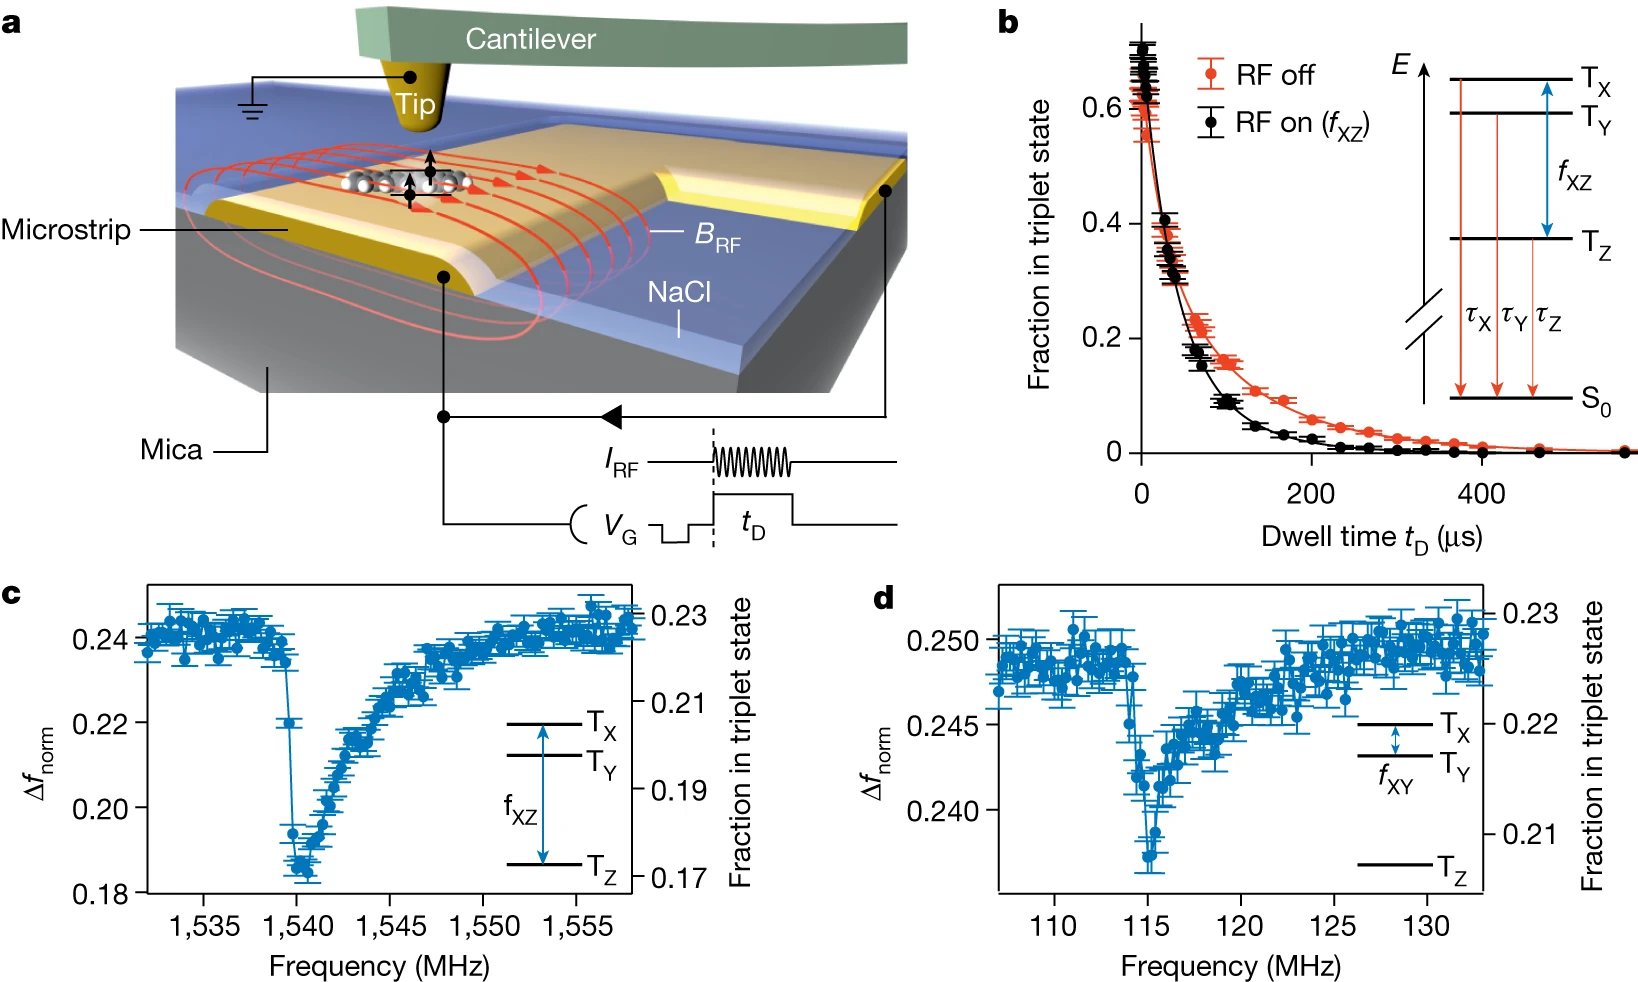 a
Cantilever
Tip
Microstrip
B_RF
NaCl
Mica
I_RF
V_G
t_D
b
Fraction in triplet state
0.6
0.4
0.2
0
0 200 400
Dwell time t_D (μs)
RF off
RF on (f_XZ)
E
T_X
T_Y
f_XZ
T_Z
τ_X τ_Y τ_Z
S_0
c
Δf_norm
0.24
0.22
0.20
0.18
1,535 1,540 1,545 1,550 1,555
Frequency (MHz)
0.23
0.21
0.19
0.17
Fraction in triplet state
T_X
T_Y
f_XZ
T_Z
d
Δf_norm
0.250
0.245
0.240
110 115 120 125 130
Frequency (MHz)
0.23
0.22
0.21
Fraction in triplet state
T_X
T_Y
f_XY
T_Z